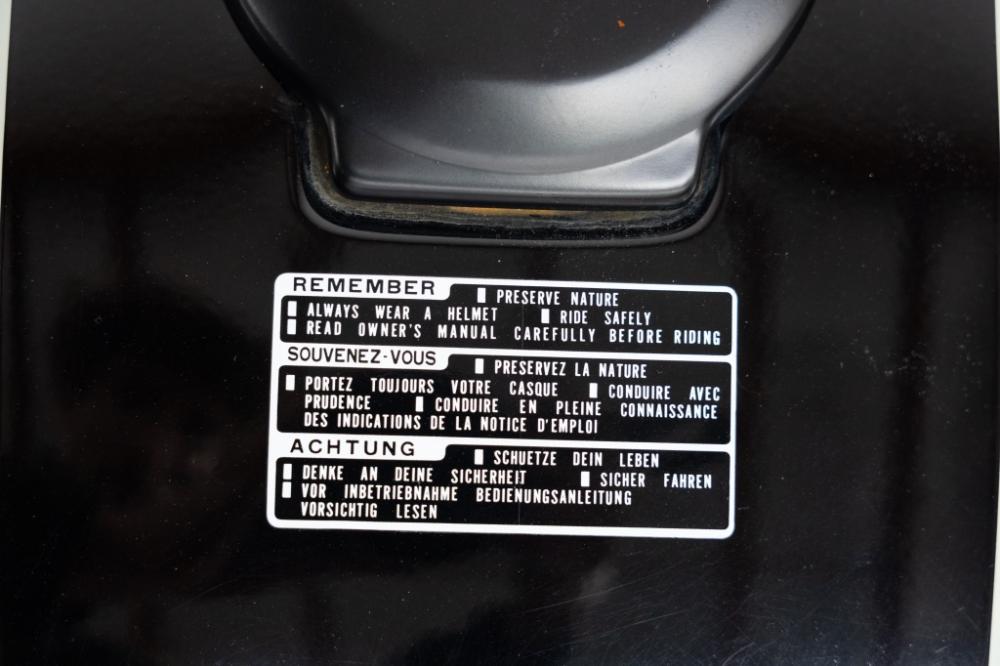 REMEMBER ▮ PRESERVE NATURE
▮ ALWAYS WEAR A HELMET ▮ RIDE SAFELY
▮ READ OWNER'S MANUAL CAREFULLY BEFORE RIDING
SOUVENEZ-VOUS ▮ PRESERVEZ LA NATURE
▮ PORTEZ TOUJOURS VOTRE CASQUE ▮ CONDUIRE AVEC
PRUDENCE ▮ CONDUIRE EN PLEINE CONNAISSANCE
DES INDICATIONS DE LA NOTICE D'EMPLOI
ACHTUNG ▮ SCHUETZE DEIN LEBEN
▮ DENKE AN DEINE SICHERHEIT ▮ SICHER FAHREN
▮ VOR INBETRIEBNAHME BEDIENUNGSANLEITUNG
VORSICHTIG LESEN